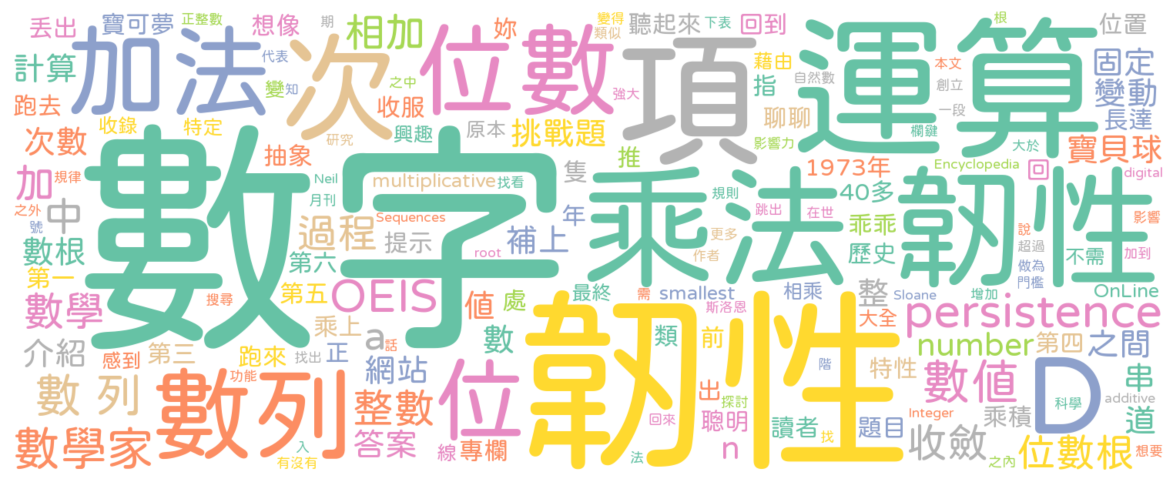 丟出
寶可夢
正整數
想像
相加
位數
妳
變得
類似
期
聽起來
下表
回到
運算
位置
加法
次
項
計算
代表
藉由
本文
固定
之中
指
自然數
創立
變動
跑去
變
知
收服
強大
一段
長達
收錄
特定
興趣
原本
挑戰題
聊聊
欄鍵
研究
影響力
大於
次數
抽象
推
1973年
寶貝球
數字
乘法
韌性
加
規律
Neil
multiplicative
找看
隻
40多
Encyclopedia
回
digital
中
月刊
規則
之外
Sequences
年
跳出
在世
乖乖
影響
號
過程
提示
補上
更多
說
數根
root
作者
歷史
超過
加到
第六
不需
做為
門檻
第一
第五
OEIS
值
處
最終
需
smallest
相乘
整
Sloane
增加
OnLine
搜尋
韌性
數學
乘上
a
話
數
類
前
斯洛恩
大全
persistence
介紹
感到
第三
跑來
找出
正
number
第四
之間
功能
網站
位
階
特性
D
數值
串
數 列
數列
整數
出
探討
科學
additive
聰明
讀者
題目
Integer
乘積
道
數學家
答案
線
專欄
回來
n
找
收斂
位數根
入
有沒有
法
之內
想要